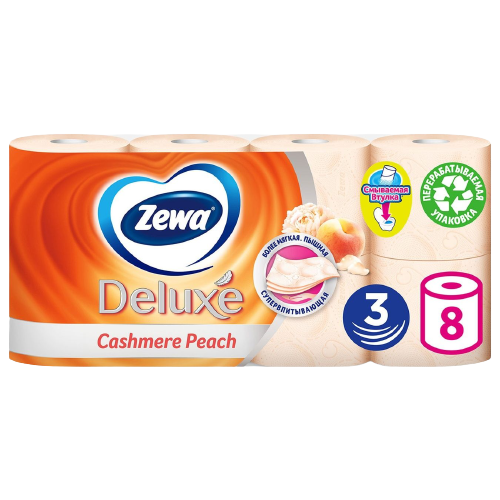 Zewa
Deluxe
Cashmere Peach
БОЛЕЕ МЯГКАЯ, ПЫШНАЯ
СУПЕРВПИТЫВАЮЩАЯ
Смываемая
Втулка
ПЕРЕРАБАТЫВАЕМАЯ
УПАКОВКА
3
8